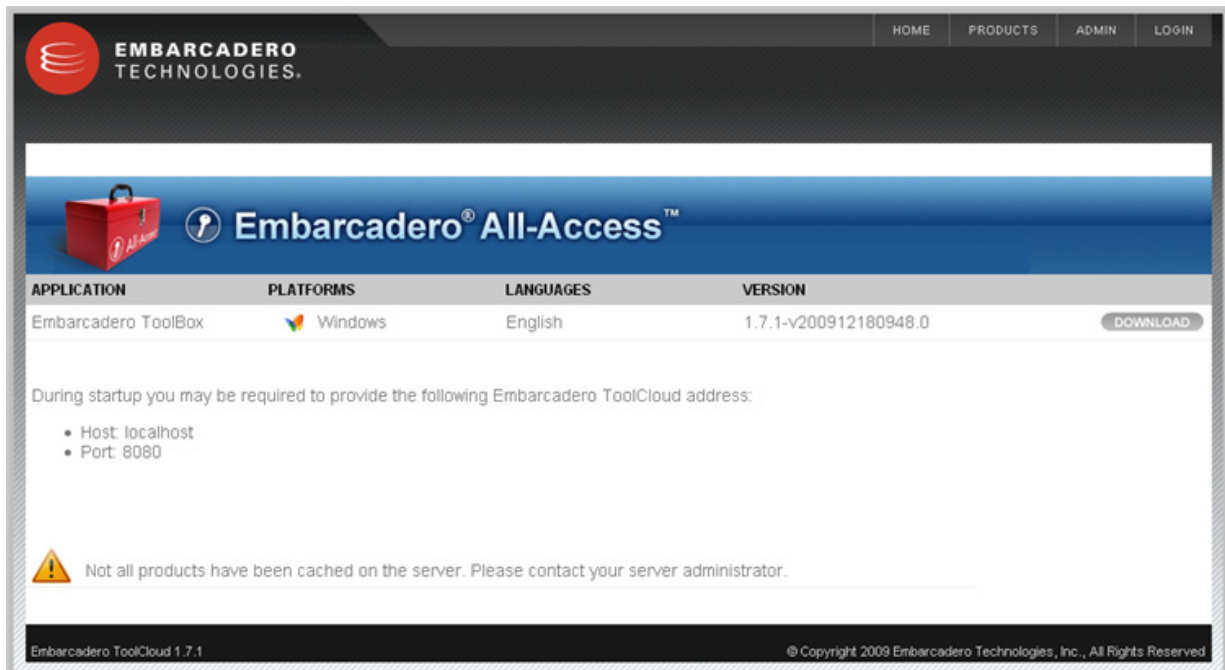 EMBARCADERO
TECHNOLOGIES.
HOME PRODUCTS ADMIN LOGIN
All-Access
Embarcadero® All-Access™
APPLICATION PLATFORMS LANGUAGES VERSION
Embarcadero ToolBox Windows English 1.7.1-v200912180948.0 DOWNLOAD
During startup you may be required to provide the following Embarcadero ToolCloud address:
• Host: localhost
• Port: 8080
Not all products have been cached on the server. Please contact your server administrator.
Embarcadero ToolCloud 1.7.1 © Copyright 2009 Embarcadero Technologies, Inc., All Rights Reserved